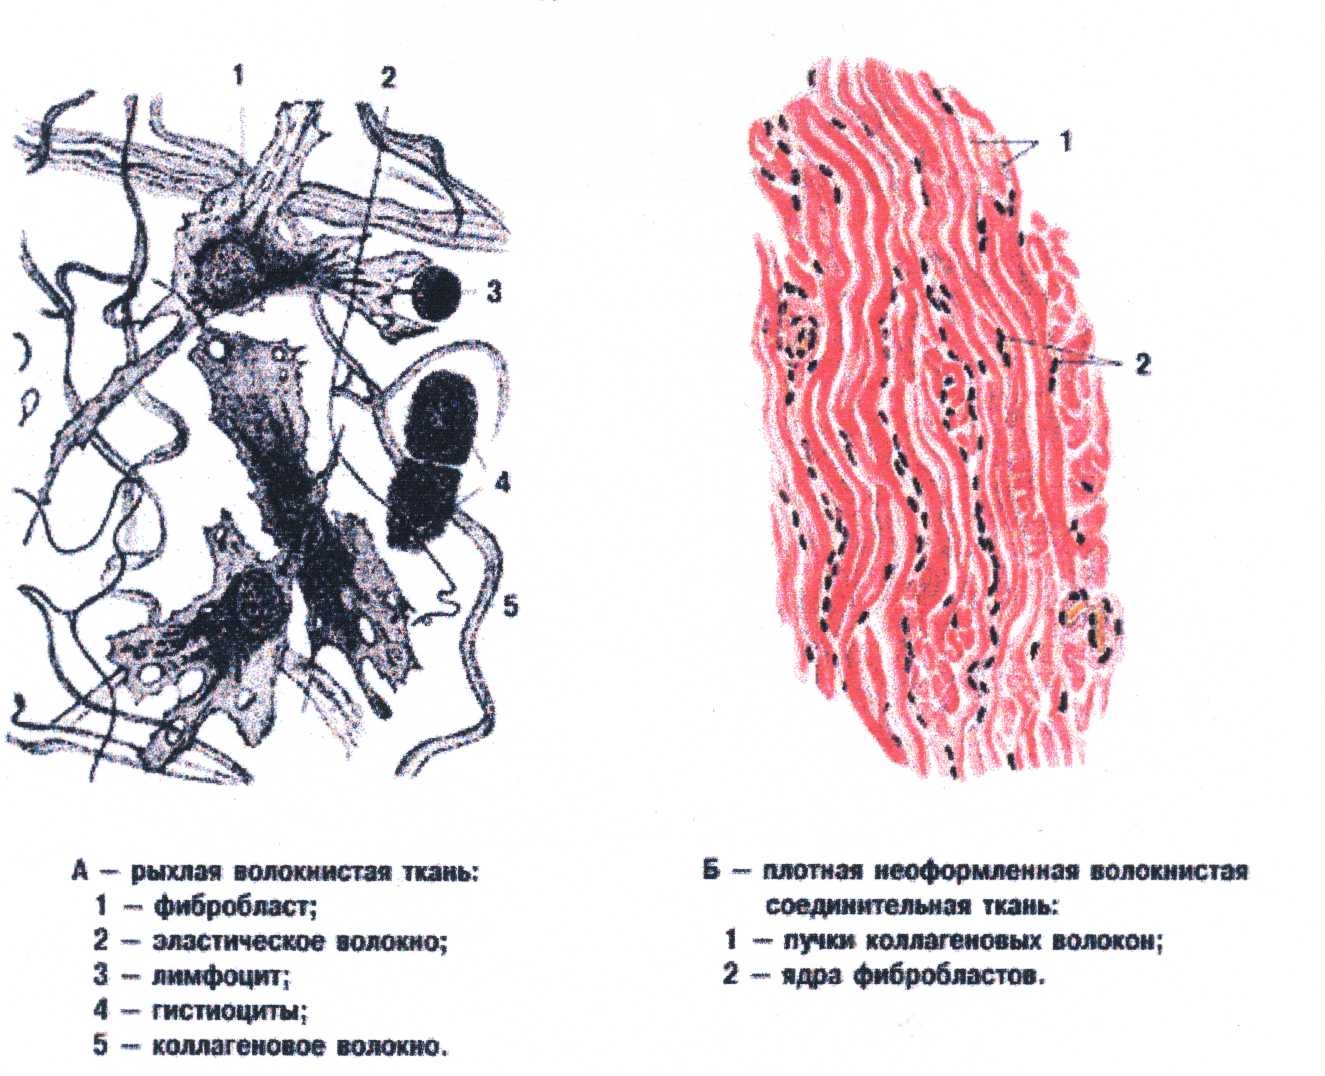 1
2
3
4
5
1
2
А — рыхлая волокнистая ткань:
1 — фибробласт;
2 — эластическое волокно;
3 — лимфоцит;
4 — гистиоциты;
5 — коллагеновое волокно.
Б — плотная неоформленная волокнистая
соединительная ткань:
1 — пучки коллагеновых волокон;
2 — ядра фибробластов.